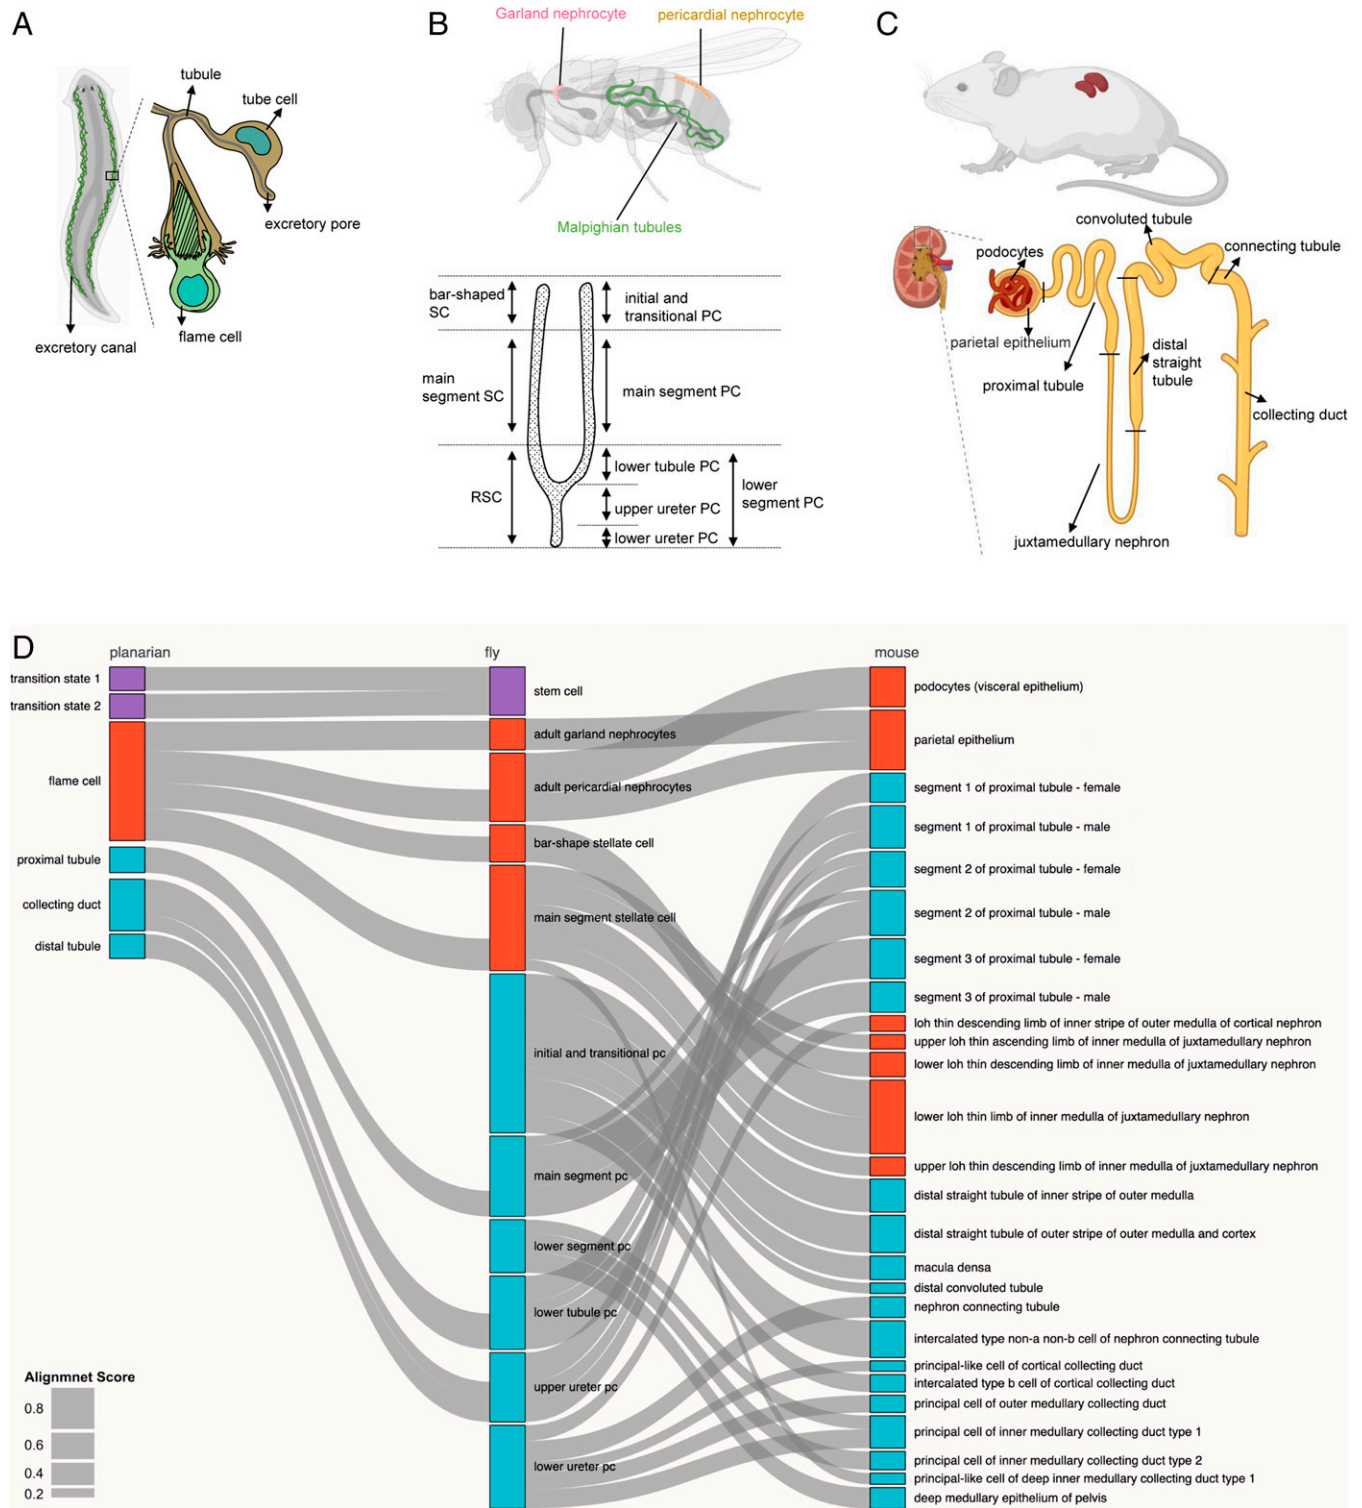 A
tubule
tube cell
excretory pore
flame cell
excretory canal
B
Garland nephrocyte
pericardial nephrocyte
Malpighian tubules
bar-shaped
SC
initial and
transitional PC
main
segment SC
main segment PC
RSC
lower tubule PC
upper ureter PC
lower ureter PC
lower
segment PC
C
convoluted tubule
connecting tubule
podocytes
parietal epithelium
proximal tubule
distal
straight
tubule
collecting duct
juxtamedullary nephron
D
planarian
fly
mouse
transition state 1
transition state 2
flame cell
proximal tubule
collecting duct
distal tubule
stem cell
adult garland nephrocytes
adult pericardial nephrocytes
bar-shape stellate cell
main segment stellate cell
initial and transitional pc
main segment pc
lower segment pc
lower tubule pc
upper ureter pc
lower ureter pc
podocytes (visceral epithelium)
parietal epithelium
segment 1 of proximal tubule - female
segment 1 of proximal tubule - male
segment 2 of proximal tubule - female
segment 2 of proximal tubule - male
segment 3 of proximal tubule - female
segment 3 of proximal tubule - male
loh thin descending limb of inner stripe of outer medulla of cortical nephron
upper loh thin ascending limb of inner medulla of juxtamedullary nephron
lower loh thin descending limb of inner medulla of juxtamedullary nephron
lower loh thin limb of inner medulla of juxtamedullary nephron
upper loh thin descending limb of inner medulla of juxtamedullary nephron
distal straight tubule of inner stripe of outer medulla
distal straight tubule of outer stripe of outer medulla and cortex
macula densa
distal convoluted tubule
nephron connecting tubule
intercalated type non-a non-b cell of nephron connecting tubule
principal-like cell of cortical collecting duct
intercalated type b cell of cortical collecting duct
principal cell of outer medullary collecting duct
principal cell of inner medullary collecting duct type 1
principal cell of inner medullary collecting duct type 2
principal-like cell of deep inner medullary collecting duct type 1
deep medullary epithelium of pelvis
Alignmnet Score
0.8
0.6
0.4
0.2